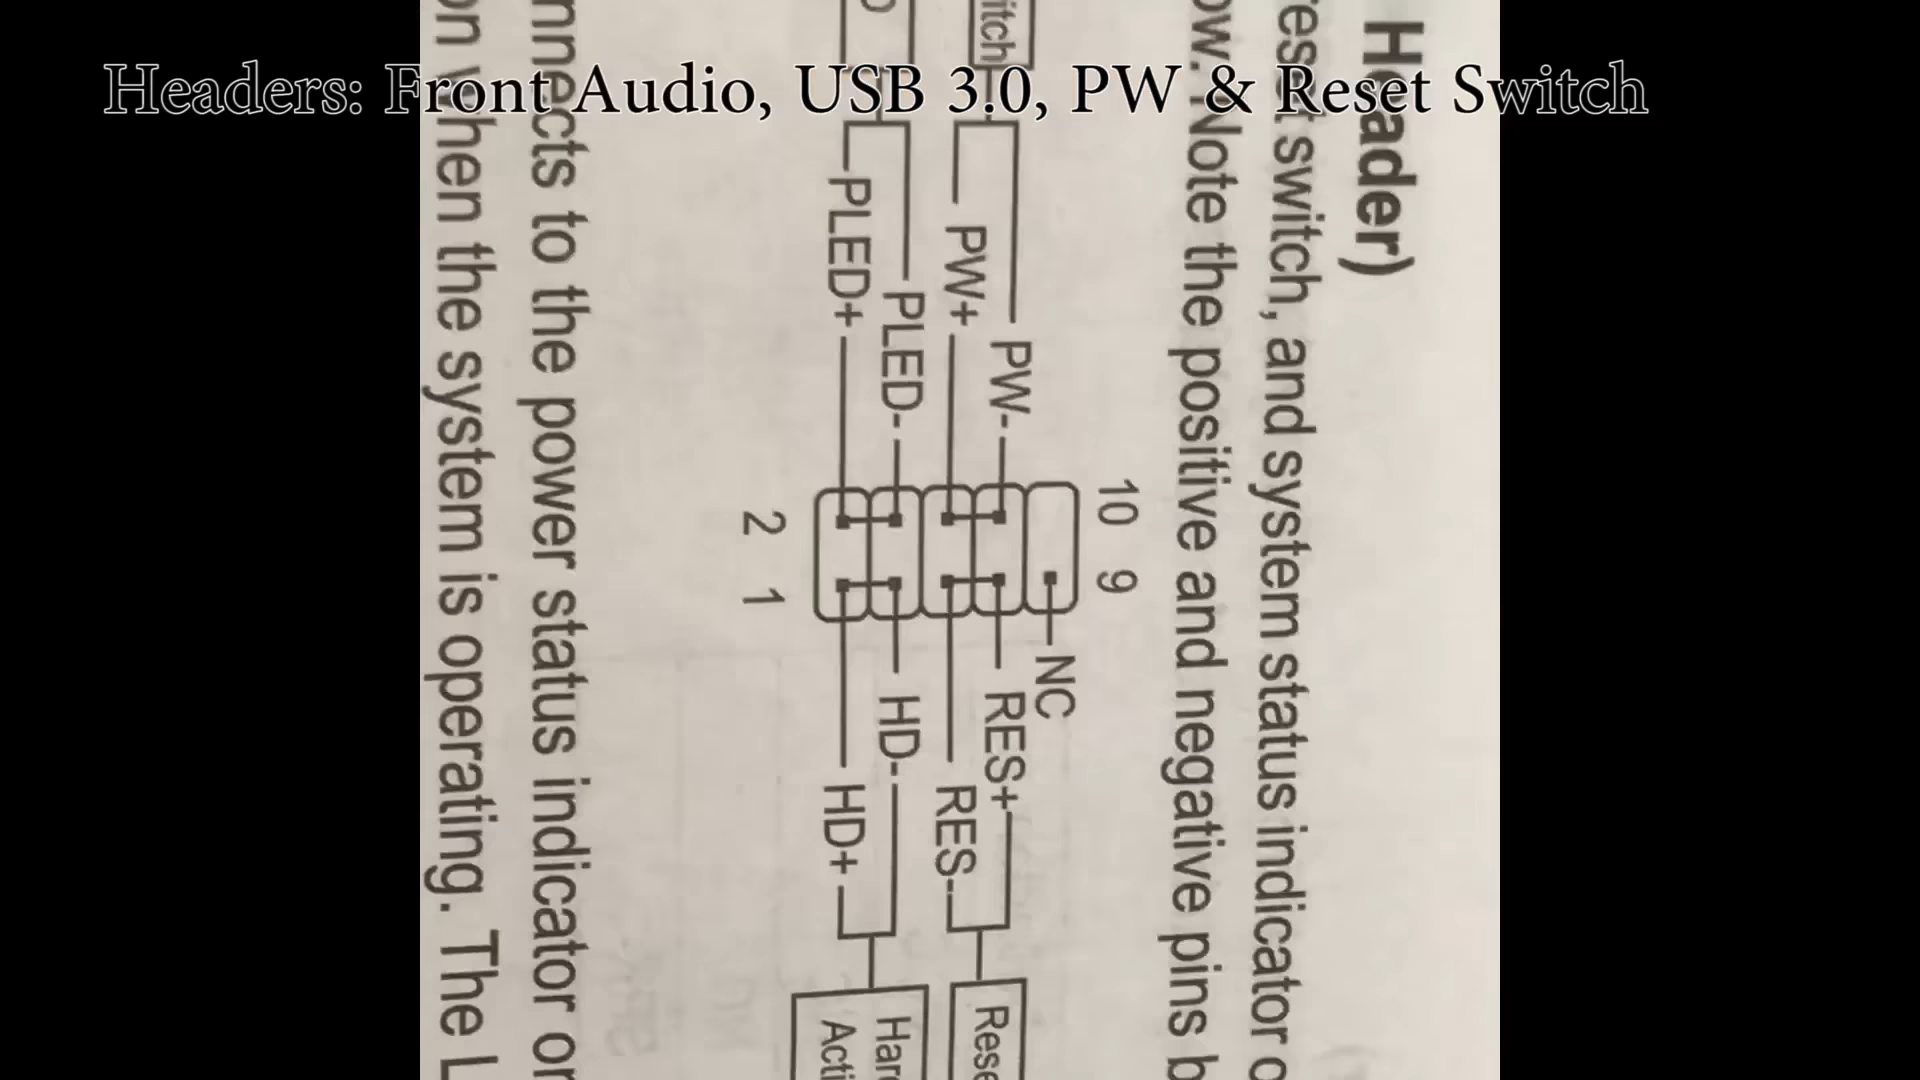 Headers: Front Audio, USB 3.0, PW & Reset Switch
Header)
switch, and system status indicator
Note the positive and negative pins
10 9
NC
PW-
RES+
PW+
RES-
PLED-
HD-
PLED+
HD+
2 1
to the power status indicator
when the system is operating. The